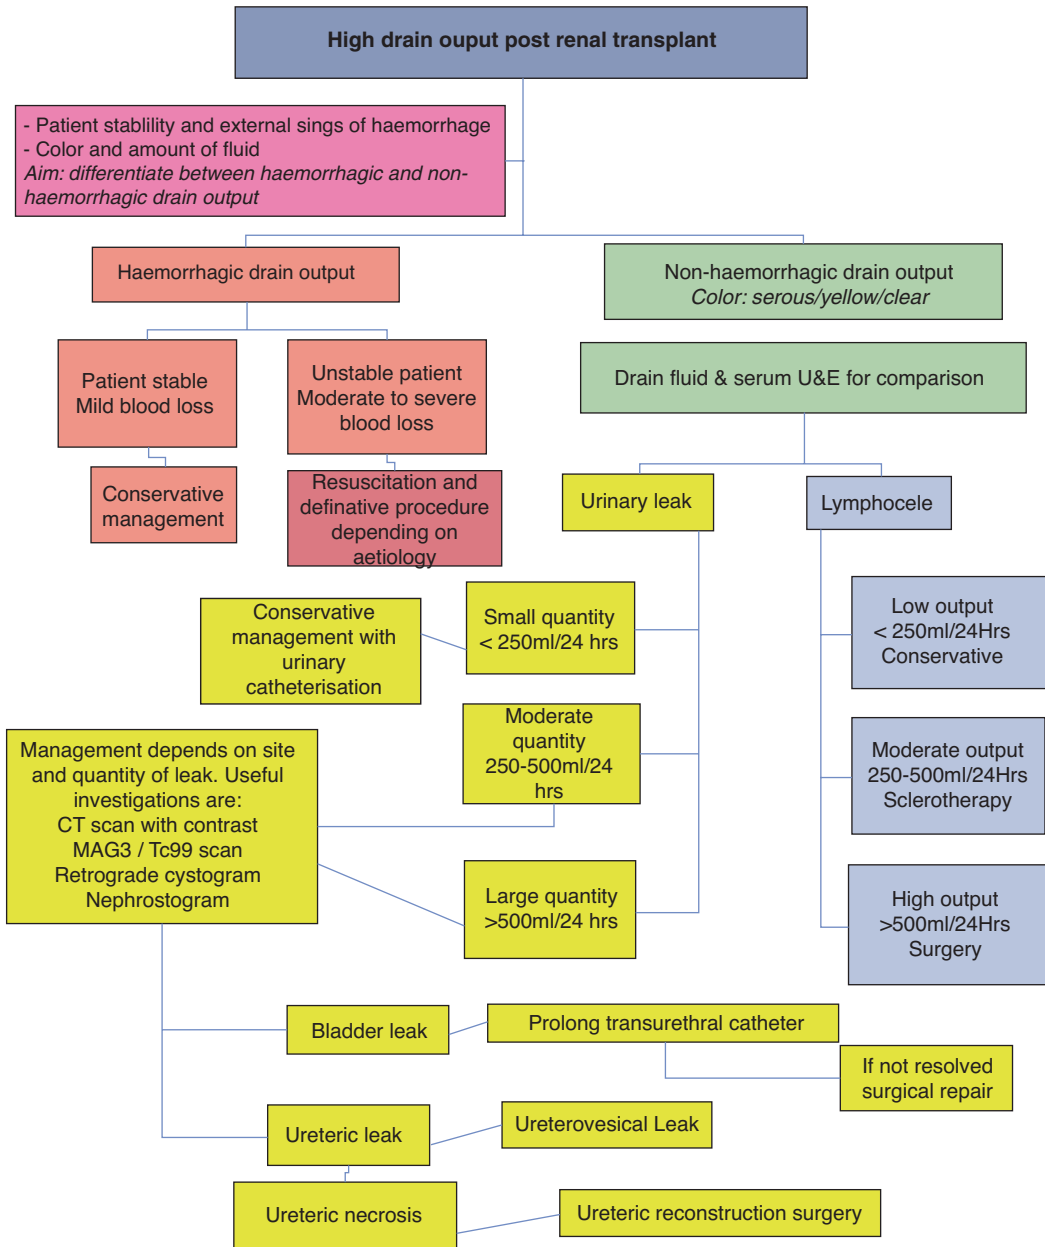 High drain ouput post renal transplant
- Patient stablility and external sings of haemorrhage
- Color and amount of fluid
Aim: differentiate between haemorrhagic and non-
haemorrhagic drain output
Haemorrhagic drain output
Non-haemorrhagic drain output
Color: serous/yellow/clear
Patient stable
Mild blood loss
Unstable patient
Moderate to severe
blood loss
Drain fluid & serum U&E for comparison
Conservative
management
Resuscitation and
definative procedure
depending on
aetiology
Urinary leak
Lymphocele
Conservative
management with
urinary
catheterisation
Small quantity
< 250ml/24 hrs
Low output
< 250ml/24Hrs
Conservative
Moderate
quantity
250-500ml/24
hrs
Moderate output
250-500ml/24Hrs
Sclerotherapy
Management depends on site
and quantity of leak. Useful
investigations are:
CT scan with contrast
MAG3 / Tc99 scan
Retrograde cystogram
Nephrostogram
Large quantity
>500ml/24 hrs
High output
>500ml/24Hrs
Surgery
Bladder leak
Prolong transurethral catheter
If not resolved
surgical repair
Ureteric leak
Ureterovesical Leak
Ureteric necrosis
Ureteric reconstruction surgery